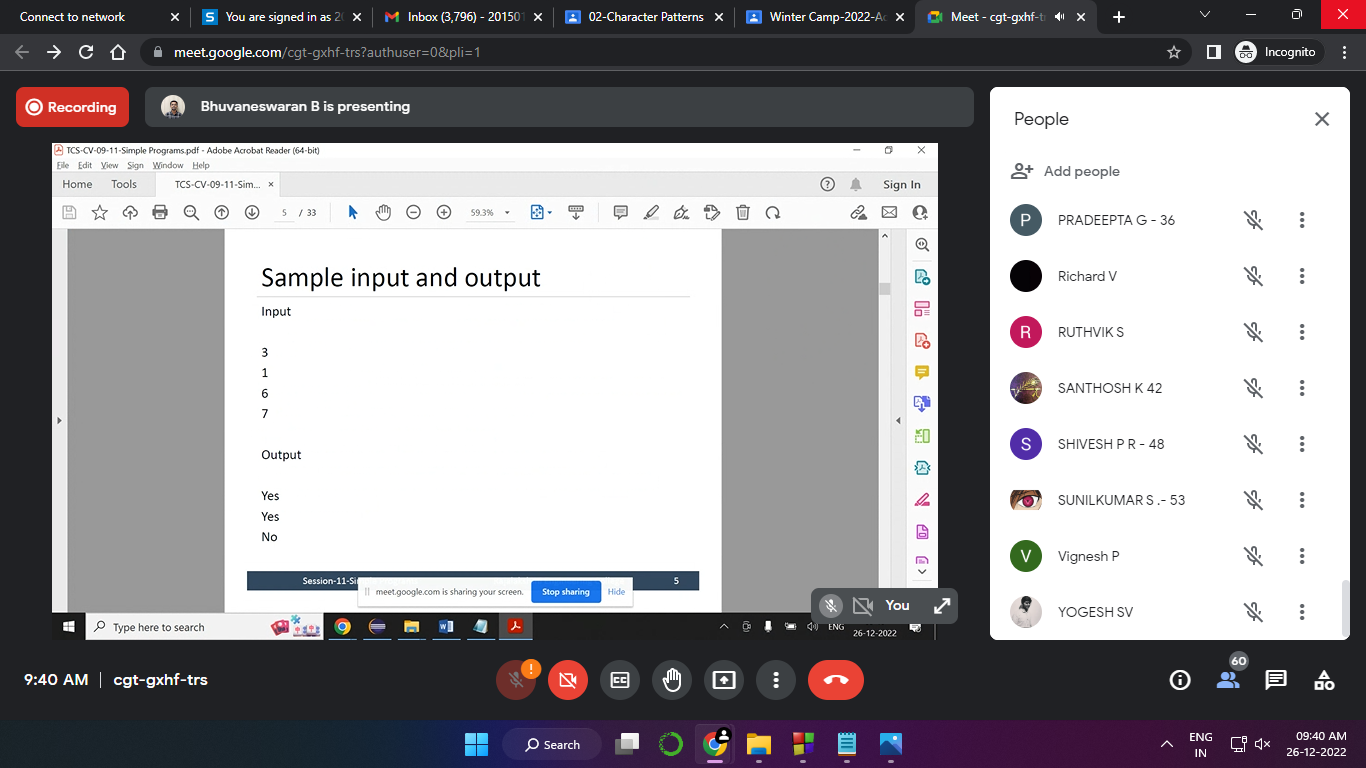 Connect to network
You are signed in as 20
Inbox (3,796) - 20150
02-Character Patterns
Winter Camp-2022-Ac
Meet - cgt-gxhf-tr
meet.google.com/cgt-gxhf-trs?authuser=0&pli=1
Incognito
Recording
Bhuvaneswaran B is presenting
TCS-CV-09-11-Simple Programs.pdf - Adobe Acrobat Reader (64-bit)
File Edit View Sign Window Help
Home Tools TCS-CV-09-11-Sim... Sign In
5 / 33 59.3%
Sample input and output
Input
3
1
6
7
Output
Yes
Yes
No
Session-11-Si 5
meet.google.com is sharing your screen. Stop sharing Hide
You
Type here to search
ENG
26-12-2022
People
Add people
P PRADEEPTA G - 36
Richard V
R RUTHVIK S
SANTHOSH K 42
S SHIVESH P R - 48
SUNILKUMAR S .- 53
V Vignesh P
YOGESH SV
9:40 AM | cgt-gxhf-trs
CC
60
Search
ENG
IN
09:40 AM
26-12-2022